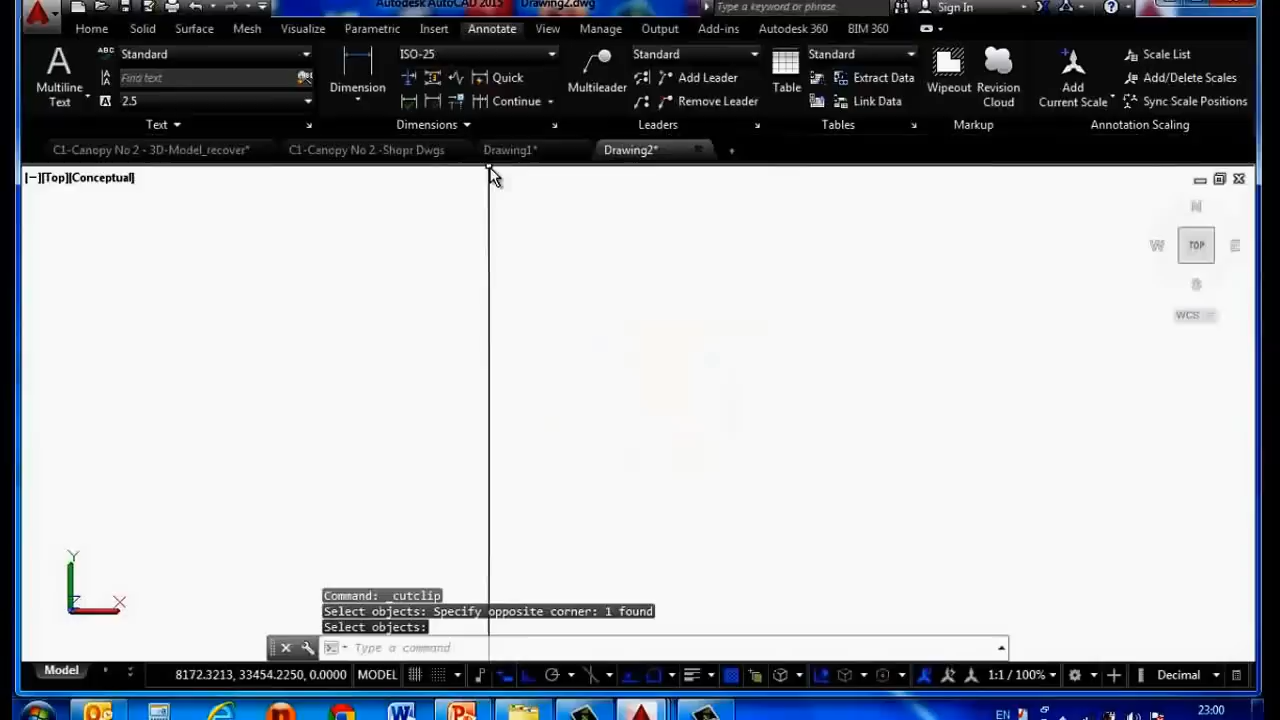 Autodesk AutoCAD 2015 Drawing2.dwg Type a keyword or phrase Sign In
Home Solid Surface Mesh Visualize Parametric Insert Annotate View Manage Output Add-ins Autodesk 360 BIM 360
Standard ISO-25 Standard Standard Scale List
Find text Quick Add Leader Extract Data Add/Delete Scales
Multiline Text Dimension Multileader Table Wipeout Revision Cloud Add Current Scale
2.5 Continue Remove Leader Link Data Sync Scale Positions
Text Dimensions Leaders Tables Markup Annotation Scaling
C1-Canopy No 2 - 3D-Model_recover* C1-Canopy No 2 -Shopr Dwgs Drawing1* Drawing2*
[−][Top][Conceptual]
N
W TOP E
S
WCS
Y
Z X
Command: _cutclip
Select objects: Specify opposite corner: 1 found
Select objects:
Type a command
Model 8172.3213, 33454.2250, 0.0000 MODEL 1:1 / 100% Decimal
EN 23:00